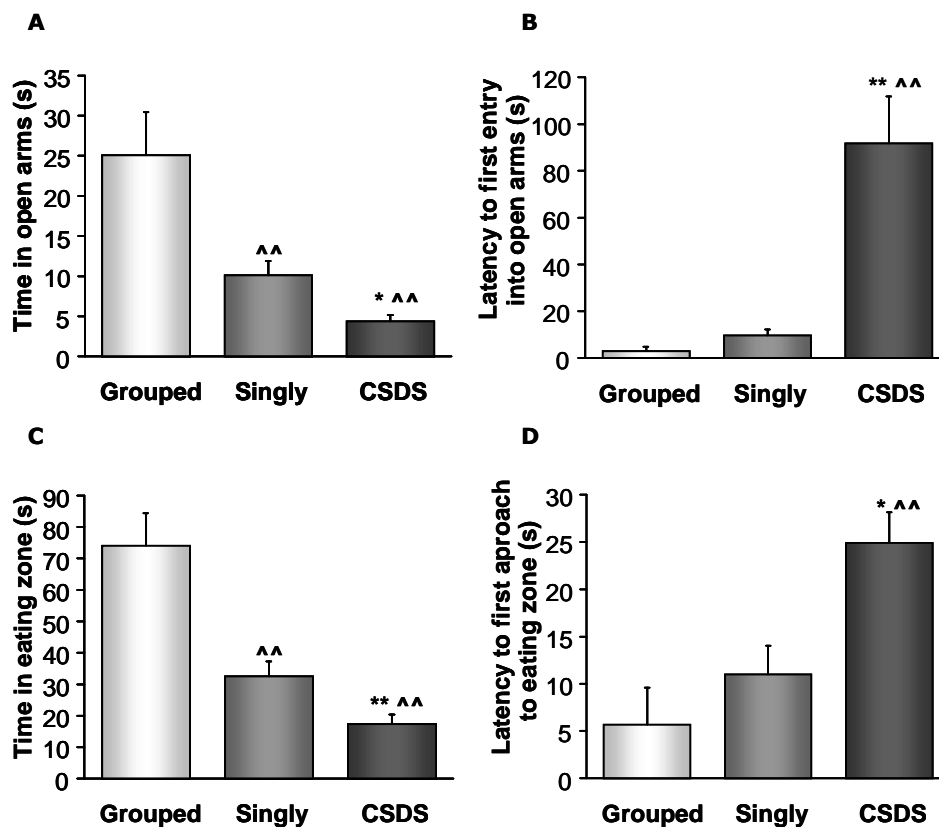 A
Time in open arms (s)
35
30
25
20
15
10
5
0
^^
* ^^
Grouped Singly CSDS
B
Latency to first entry
into open arms (s)
120
100
80
60
40
20
0
** ^^
Grouped Singly CSDS
C
Time in eating zone (s)
90
80
70
60
50
40
30
20
10
0
^^
** ^^
Grouped Singly CSDS
D
Latency to first aproach
to eating zone (s)
30
25
20
15
10
5
0
* ^^
Grouped Singly CSDS